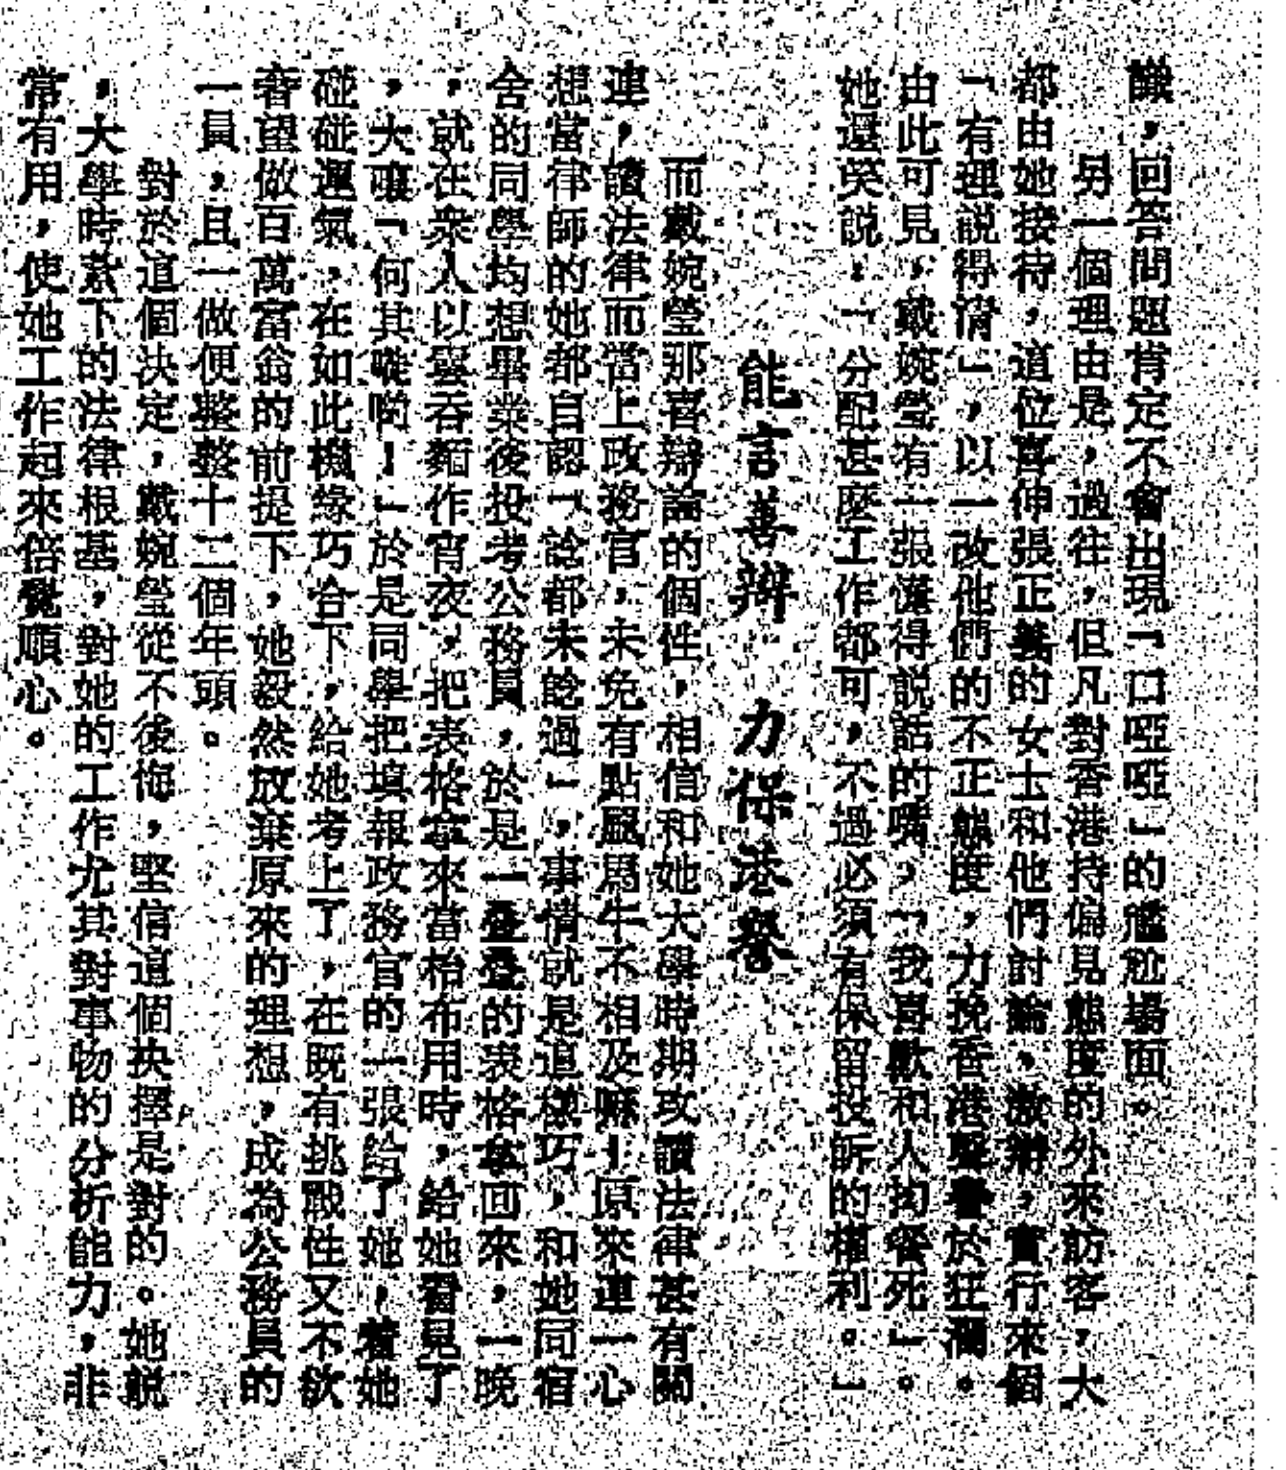 議，回答問題肯定不會出現「口啞啞」的尷尬場面。
另一個理由是，過往，但凡對香港持偏見態度的外來訪客，大
都由她接待，這位喜伸張正義的女士和他們討論、激辯，實行來個
「有理說得清」，以一改他們的不正態度，力挽香港聲譽於狂瀾。
由此可見，戴婉瑩有一張滿得說話的嘴，「我喜歡和人拗餐死」。
她還笑說：「分配甚麼工作都可，不過必須有保留投訴的權利。」
能言善辯　力保港譽
而戴婉瑩那喜辯論的個性，相信和她大學時期攻讀法律甚有關
連，讀法律而當上政務官，未免有點風馬牛不相及嘛！原來連一心
想當律師的她都自認「諗都未諗過」，事情就是這樣巧，和她同宿
舍的同學均想畢業後投考公務員，於是一疊疊的表格拿回來，一晚
，就在衆人以雲吞麵作宵夜，把表格拿來當枱布用時，給她看見了
，大嚷「何其嘥喲！」於是同學把填報政務官的一張給了她，着她
碰碰運氣，在如此機緣巧合下，給她考上了，在既有挑戰性又不欲
奢望做百萬富翁的前提下，她毅然放棄原來的理想，成為公務員的
一員，且一做便整整十二個年頭。
對於這個決定，戴婉瑩從不後悔，堅信這個抉擇是對的。她說
，大學時紮下的法律根基，對她的工作尤其對事物的分析能力，非
常有用，使她工作起來倍覺順心。